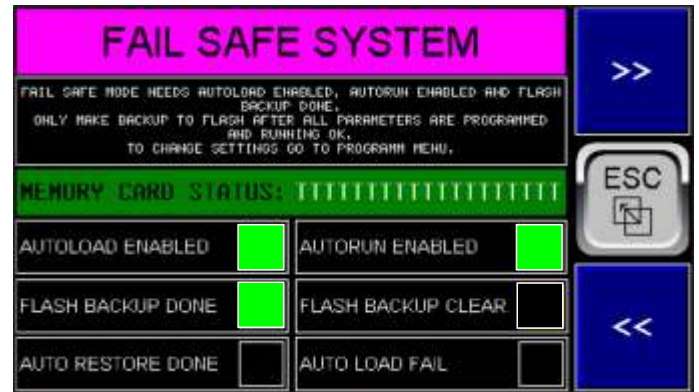 FAIL SAFE SYSTEM
>>
FAIL SAFE MODE NEEDS AUTOLOAD ENABLED, AUTORUN ENABLED AND FLASH
BACKUP DONE.
ONLY MAKE BACKUP TO FLASH AFTER ALL PARAMETERS ARE PROGRAMMED
AND RUNNING OK.
TO CHANGE SETTINGS GO TO PROGRAMM MENU.
ESC
MEMORY CARD STATUS: TTTTTTTTTTTTTTTTTTTT
AUTOLOAD ENABLED
AUTORUN ENABLED
FLASH BACKUP DONE
FLASH BACKUP CLEAR
<<
AUTO RESTORE DONE
AUTO LOAD FAIL